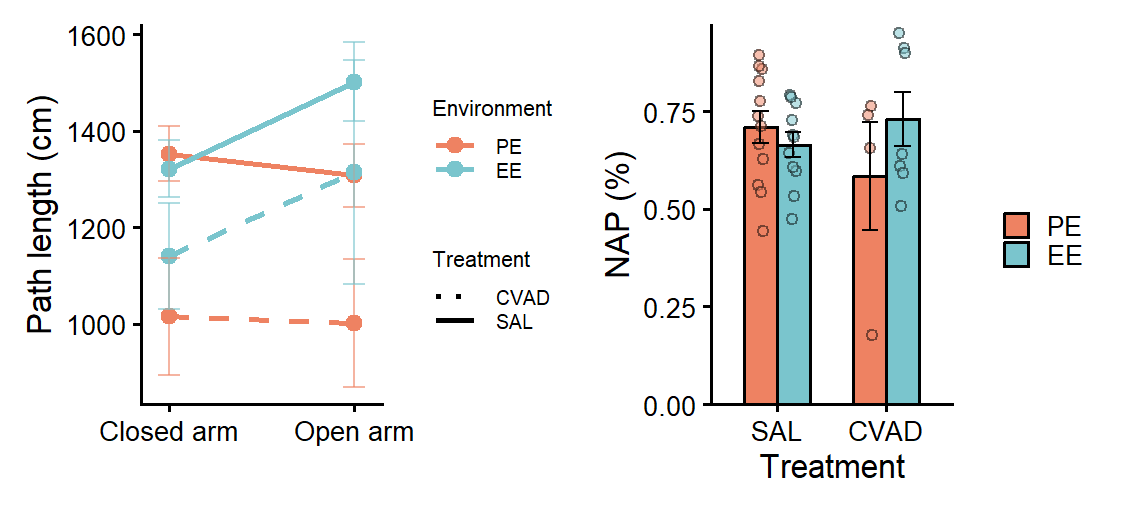 Path length (cm)
1600
1400
1200
1000
Closed arm
Open arm
Environment
PE
EE
Treatment
CVAD
SAL
NAP (%)
0.75
0.50
0.25
0.00
SAL
CVAD
Treatment
PE
EE